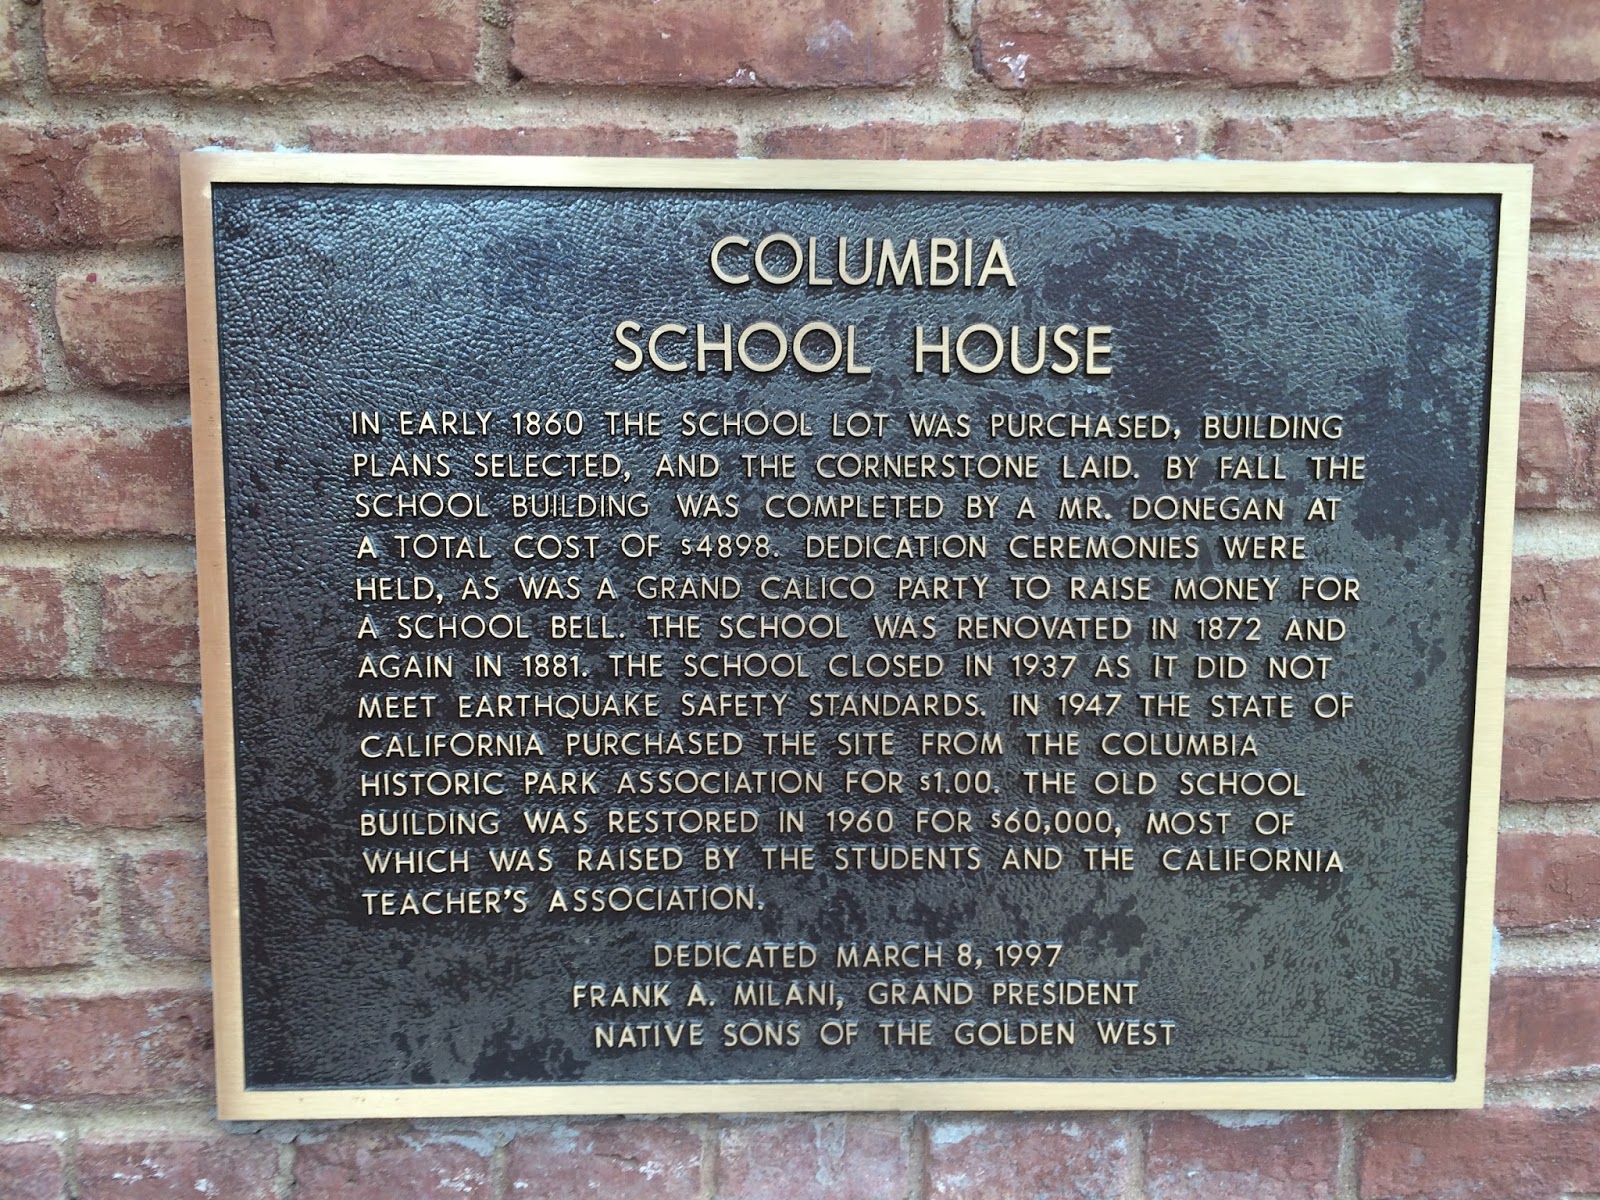 COLUMBIA
SCHOOL HOUSE
IN EARLY 1860 THE SCHOOL LOT WAS PURCHASED, BUILDING
PLANS SELECTED, AND THE CORNERSTONE LAID. BY FALL THE
SCHOOL BUILDING WAS COMPLETED BY A MR. DONEGAN AT
A TOTAL COST OF $4898. DEDICATION CEREMONIES WERE
HELD, AS WAS A GRAND CALICO PARTY TO RAISE MONEY FOR
A SCHOOL BELL. THE SCHOOL WAS RENOVATED IN 1872 AND
AGAIN IN 1881. THE SCHOOL CLOSED IN 1937 AS IT DID NOT
MEET EARTHQUAKE SAFETY STANDARDS. IN 1947 THE STATE OF
CALIFORNIA PURCHASED THE SITE FROM THE COLUMBIA
HISTORIC PARK ASSOCIATION FOR $1.00. THE OLD SCHOOL
BUILDING WAS RESTORED IN 1960 FOR $60,000, MOST OF
WHICH WAS RAISED BY THE STUDENTS AND THE CALIFORNIA
TEACHER'S ASSOCIATION.
DEDICATED MARCH 8, 1997
FRANK A. MILANI, GRAND PRESIDENT
NATIVE SONS OF THE GOLDEN WEST